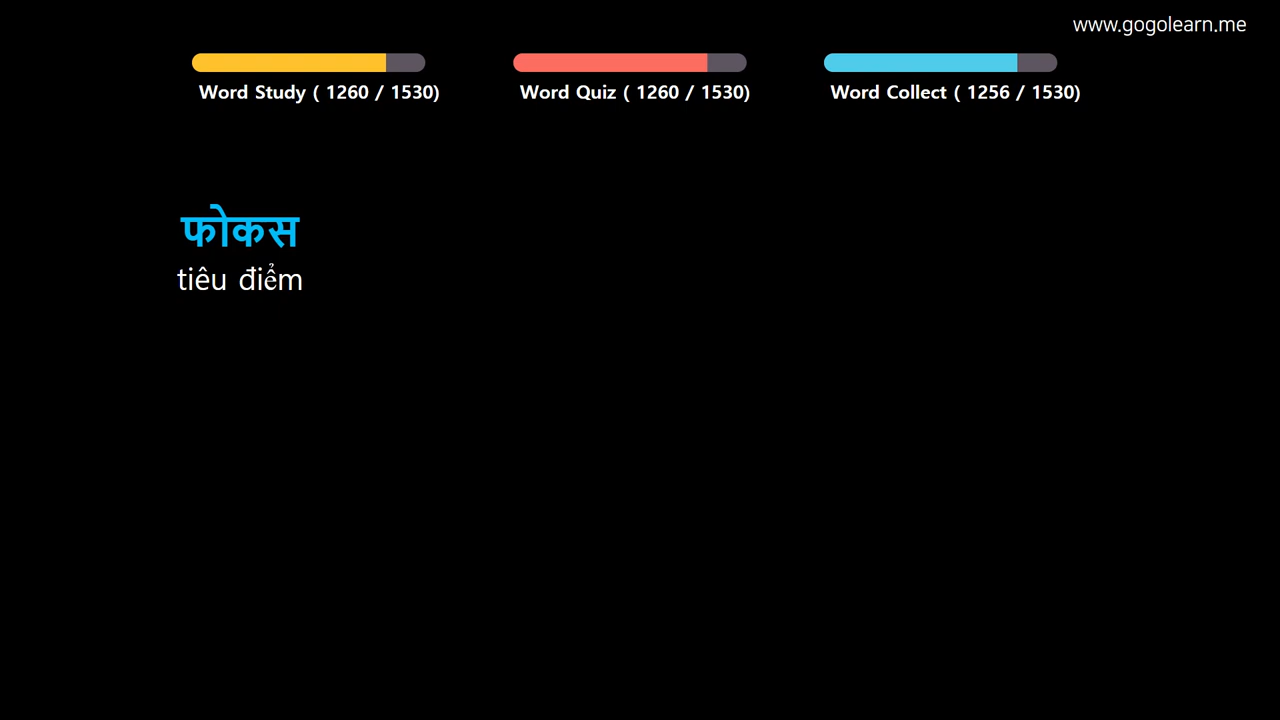 www.gogolearn.me
Word Study ( 1260 / 1530)
Word Quiz ( 1260 / 1530)
Word Collect ( 1256 / 1530)
फोकस
tiêu điểm